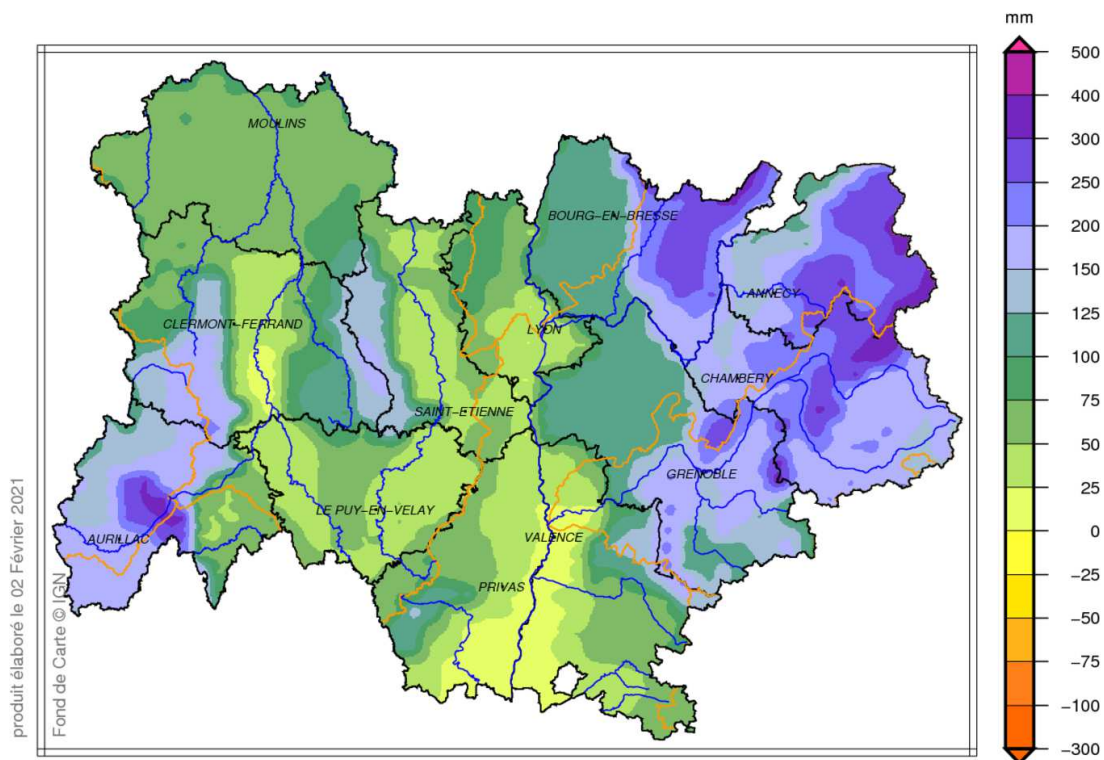 mm
500
400
300
250
200
150
125
100
75
50
25
0
−25
−50
−75
−100
−300
MOULINS
BOURG−EN−BRESSE
ANNECY
CLERMONT−FERRAND
LYON
CHAMBERY
SAINT−ETIENNE
GRENOBLE
LE PUY−EN−VELAY
AURILLAC
VALENCE
PRIVAS
produit élaboré le 02 Février 2021
Fond de Carte © IGN